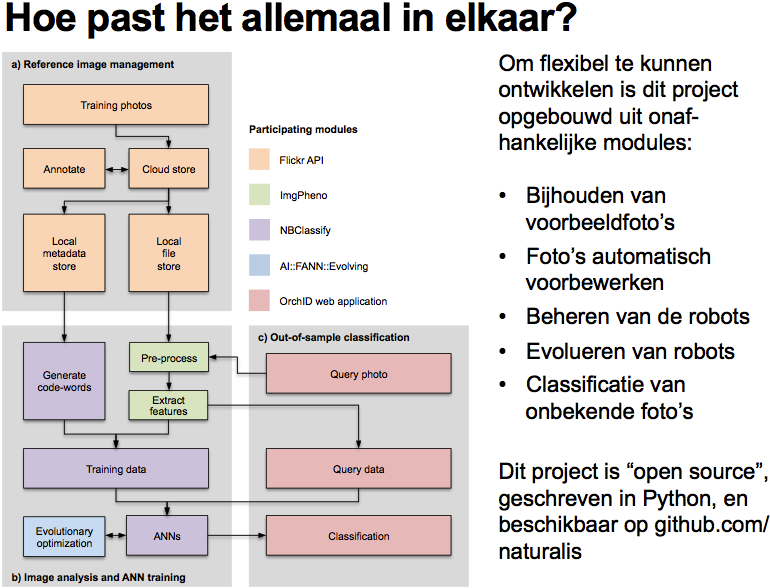 Hoe past het allemaal in elkaar?
a) Reference image management
Training photos
Annotate
Cloud store
Local
metadata
store
Local
file
store
Participating modules
Flickr API
ImgPheno
NBClassify
AI::FANN::Evolving
OrchID web application
Generate
code-words
Pre-process
Extract
features
Training data
Evolutionary
optimization
ANNs
b) Image analysis and ANN training
c) Out-of-sample classification
Query photo
Query data
Classification
Om flexibel te kunnen
ontwikkelen is dit project
opgebouwd uit onaf-
hankelijke modules:
• Bijhouden van
voorbeeldfoto’s
• Foto’s automatisch
voorbewerken
• Beheren van de robots
• Evolueren van robots
• Classificatie van
onbekende foto’s
Dit project is “open source”,
geschreven in Python, en
beschikbaar op github.com/
naturalis